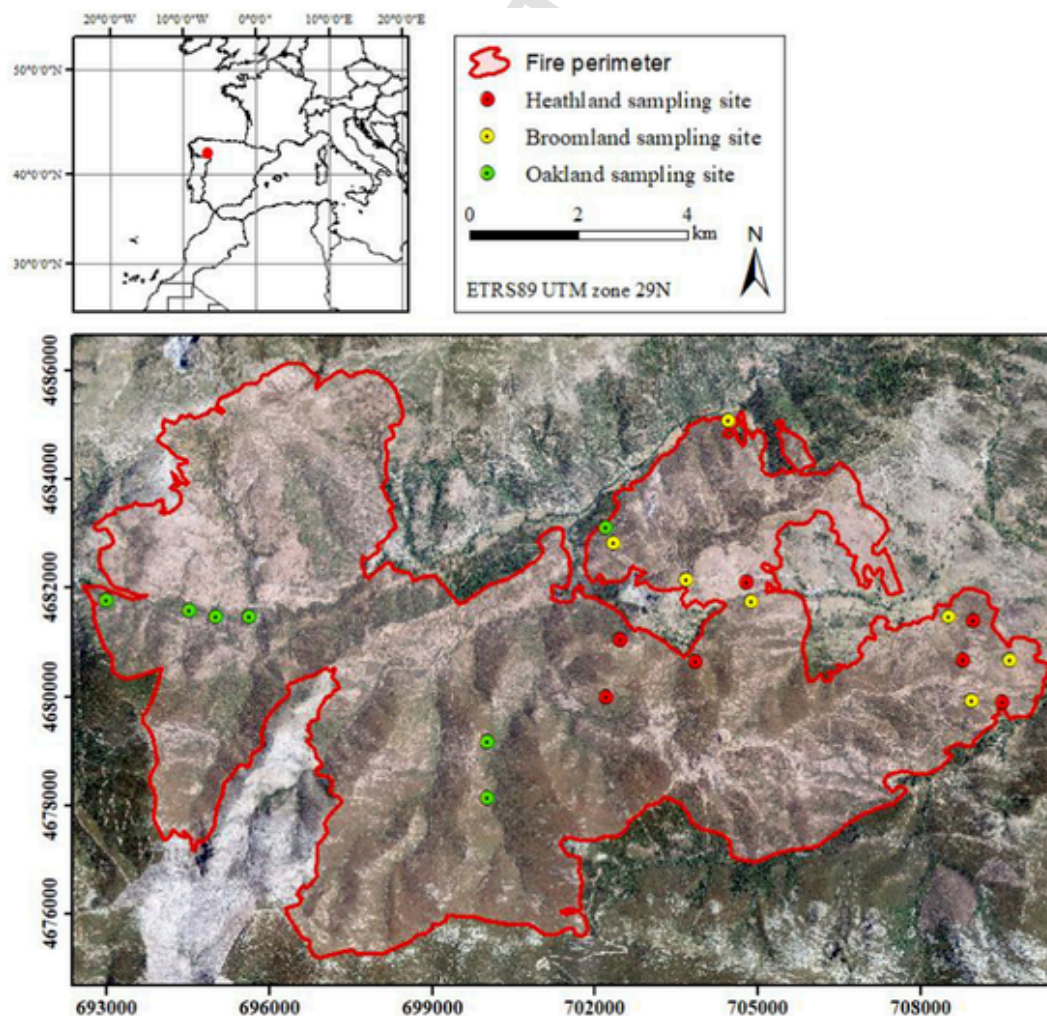 20°0'0"W 10°0'0"W 0°0'0"E 10°0'0"E 20°0'0"E
50°0'0"N
40°0'0"N
30°0'0"N
Fire perimeter
Heathland sampling site
Broomland sampling site
Oakland sampling site
0 2 4
km
N
ETRS89 UTM zone 29N
4686000
4684000
4682000
4680000
4678000
4676000
693000 696000 699000 702000 705000 708000